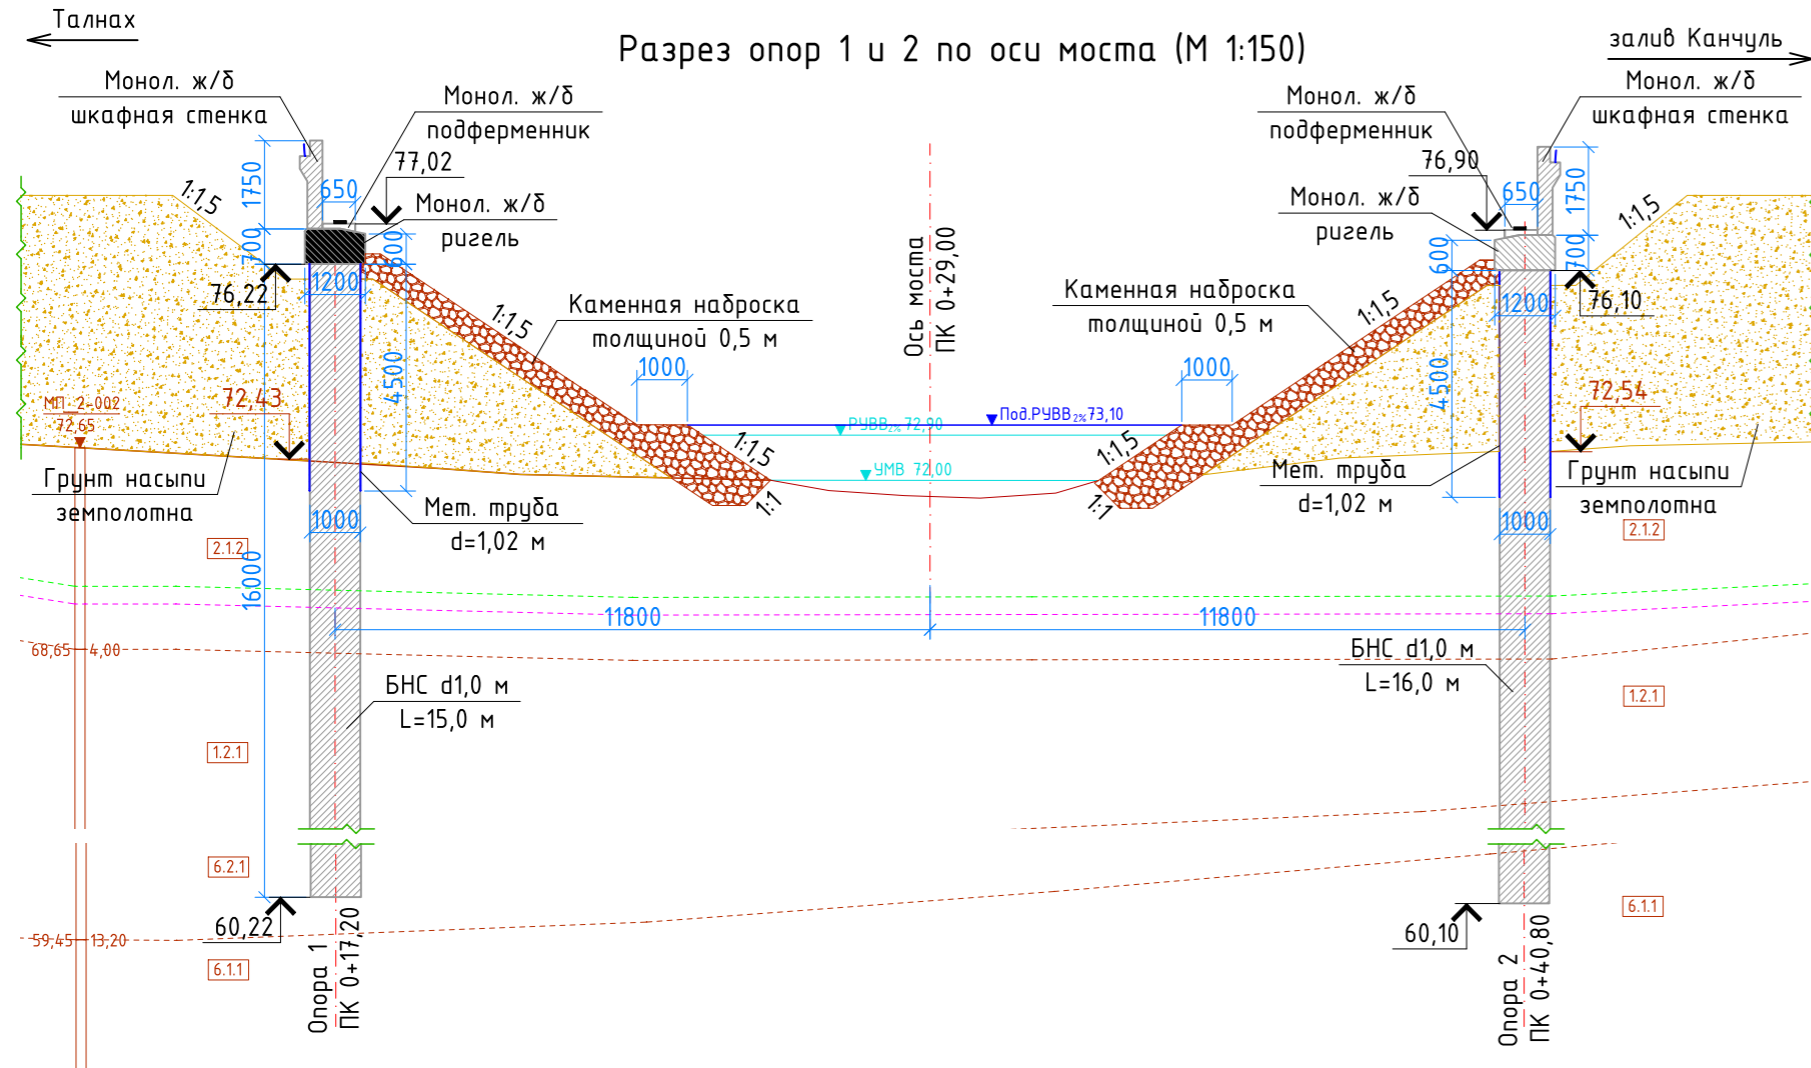 Талнах
Разрез опор 1 и 2 по оси моста (М 1:150)
залив Канчуль
Монол. ж/б
шкафная стенка
Монол. ж/б
подферменник
77,02
Монол. ж/б
ригель
1:1,5
1750
650
700
600
76,22
1200
1:1,5
Каменная наброска
толщиной 0,5 м
1000
4500
72,43
МП_2-002
72,65
Грунт насыпи
земполотна
1:1,5
1:1
Мет. труба
d=1,02 м
1000
2.1.2
16000
68,65
4,00
БНС d1,0 м
L=15,0 м
1.2.1
6.2.1
60,22
59,45
13,20
6.1.1
Опора 1
ПК 0+17,20
Ось моста
ПК 0+29,00
РУВВ2% 72,90
Под.РУВВ2%73,10
УМВ 72,00
11800
11800
Монол. ж/б
подферменник
Монол. ж/б
шкафная стенка
76,90
650
1750
Монол. ж/б
ригель
1:1,5
600
700
1200
76,10
Каменная наброска
толщиной 0,5 м
1:1,5
1000
4500
72,54
1:1,5
1:1
Мет. труба
d=1,02 м
Грунт насыпи
земполотна
1000
2.1.2
БНС d1,0 м
L=16,0 м
1.2.1
60,10
6.1.1
Опора 2
ПК 0+40,80